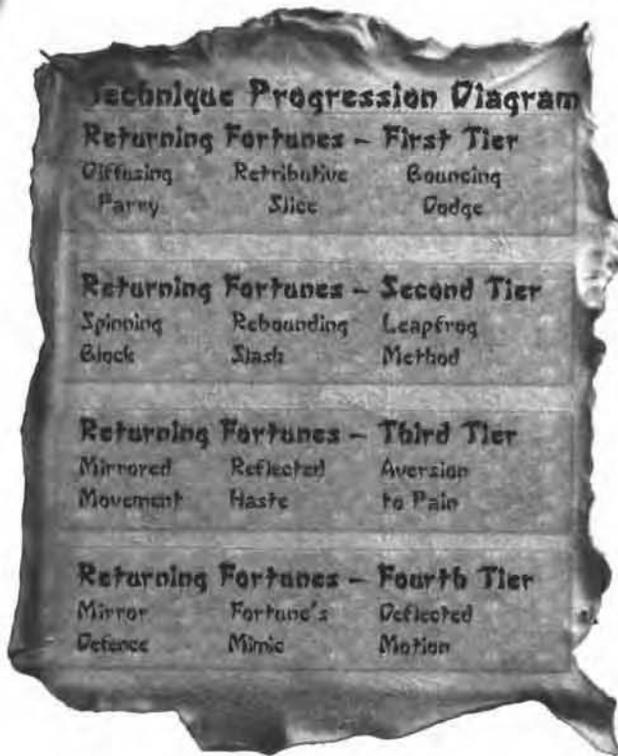 Technique Progression Diagram
Returning Fortunes – First Tier
Diffusing Retributive Bouncing
Parry Slice Dodge
Returning Fortunes – Second Tier
Spinning Rebounding Leapfrog
Block Slash Method
Returning Fortunes – Third Tier
Mirrored Reflected Aversion
Movement Haste to Pain
Returning Fortunes – Fourth Tier
Mirror Fortune's Deflected
Defence Mimic Motion